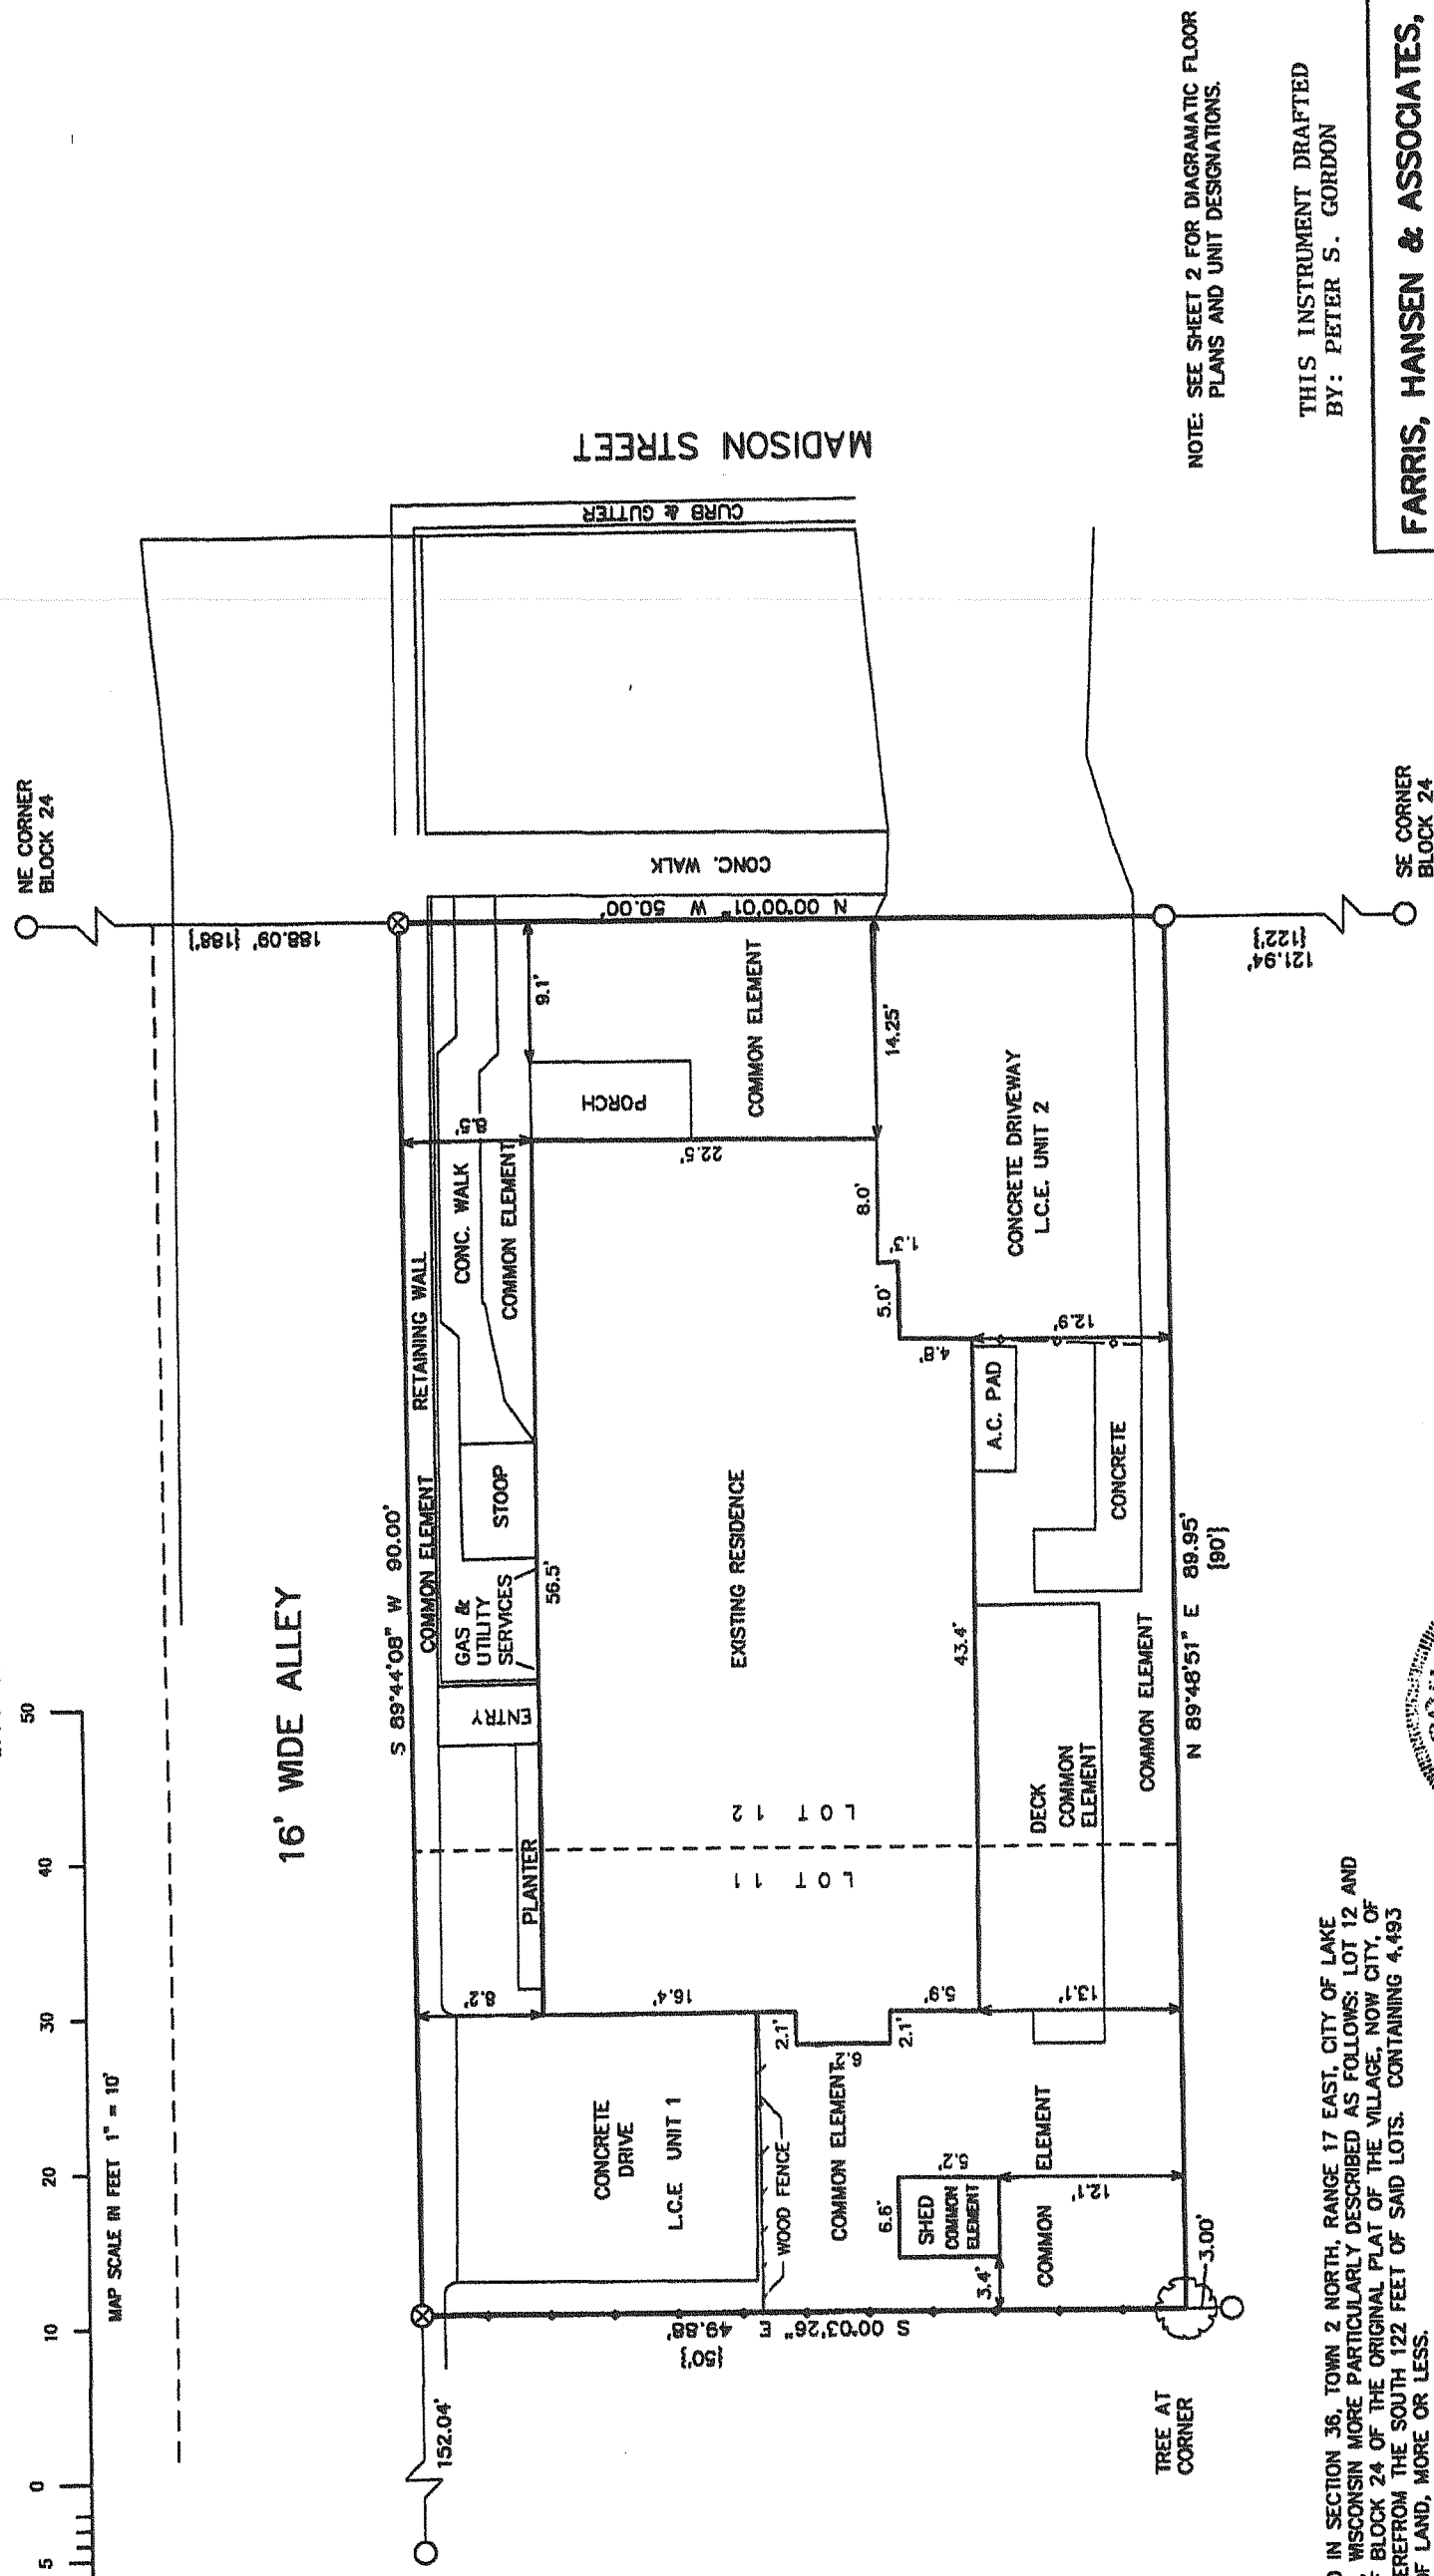 5
0
10
20
30
40
50
MAP SCALE IN FEET 1" = 10'
NE CORNER
BLOCK 24
188.09' {188'}
16' WIDE ALLEY
152.04'
S 89°44'08" W 90.00'
COMMON ELEMENT
RETAINING WALL
8.2'
PLANTER
ENTRY
GAS &
UTILITY
SERVICES
STOOP
CONC. WALK
COMMON ELEMENT
8.5'
9.1'
56.5'
PORCH
22.5'
COMMON ELEMENT
N 00°00'01" W 50.00'
CONC. WALK
CURB & GUTTER
MADISON STREET
CONCRETE
DRIVE
L.C.E UNIT 1
16.4'
WOOD FENCE
2.1'
6.2'
2.1'
5.9'
LOT 11
LOT 12
EXISTING RESIDENCE
8.0'
1.3'
5.0'
4.8'
14.25'
CONCRETE DRIVEWAY
L.C.E. UNIT 2
12.9'
{50'}
49.88'
S 00°03'26" E
COMMON ELEMENT
6.6'
SHED
COMMON
ELEMENT
5.2'
3.4'
12.1'
COMMON
ELEMENT
13.1'
43.4'
DECK
COMMON
ELEMENT
A.C. PAD
CONCRETE
COMMON ELEMENT
N 89°48'51" E 89.95'
{90'}
3.00'
TREE AT
CORNER
121.94'
{122'}
SE CORNER
BLOCK 24
NOTE: SEE SHEET 2 FOR DIAGRAMATIC FLOOR
PLANS AND UNIT DESIGNATIONS.
THIS INSTRUMENT DRAFTED
BY: PETER S. GORDON
FARRIS, HANSEN & ASSOCIATES,
IN SECTION 36, TOWN 2 NORTH, RANGE 17 EAST, CITY OF LAKE
WISCONSIN MORE PARTICULARLY DESCRIBED AS FOLLOWS: LOT 12 AND
BLOCK 24 OF THE ORIGINAL PLAT OF THE VILLAGE, NOW CITY, OF
EREFROM THE SOUTH 122 FEET OF SAID LOTS. CONTAINING 4,493
OF LAND, MORE OR LESS.